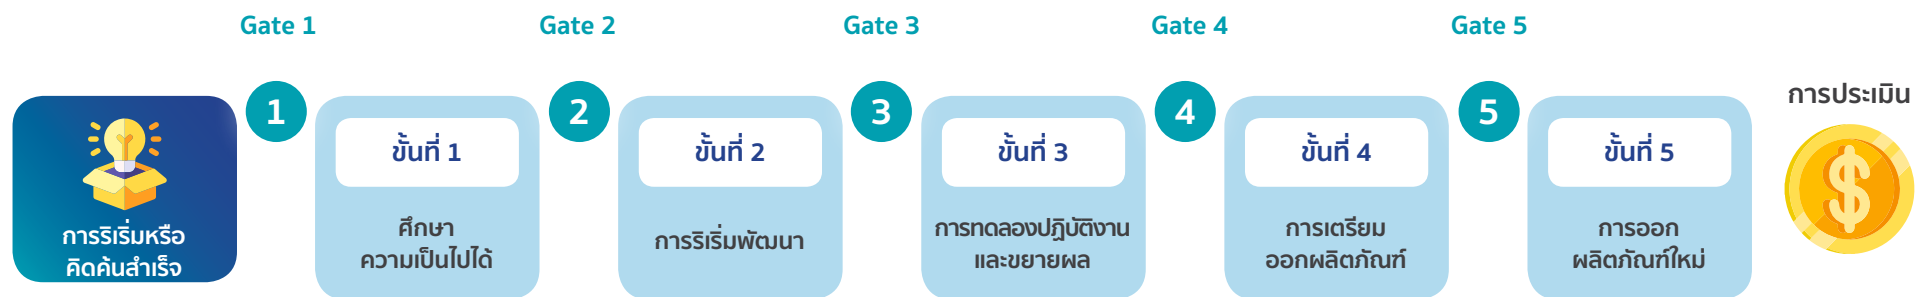 Gate 1
Gate 2
Gate 3
Gate 4
Gate 5
การริเริ่มหรือ
คิดค้นสำเร็จ
1
ขั้นที่ 1
ศึกษา
ความเป็นไปได้
2
ขั้นที่ 2
การริเริ่มพัฒนา
3
ขั้นที่ 3
การทดลองปฏิบัติงาน
และขยายผล
4
ขั้นที่ 4
การเตรียม
ออกผลิตภัณฑ์
5
ขั้นที่ 5
การออก
ผลิตภัณฑ์ใหม่
การประเมิน
$